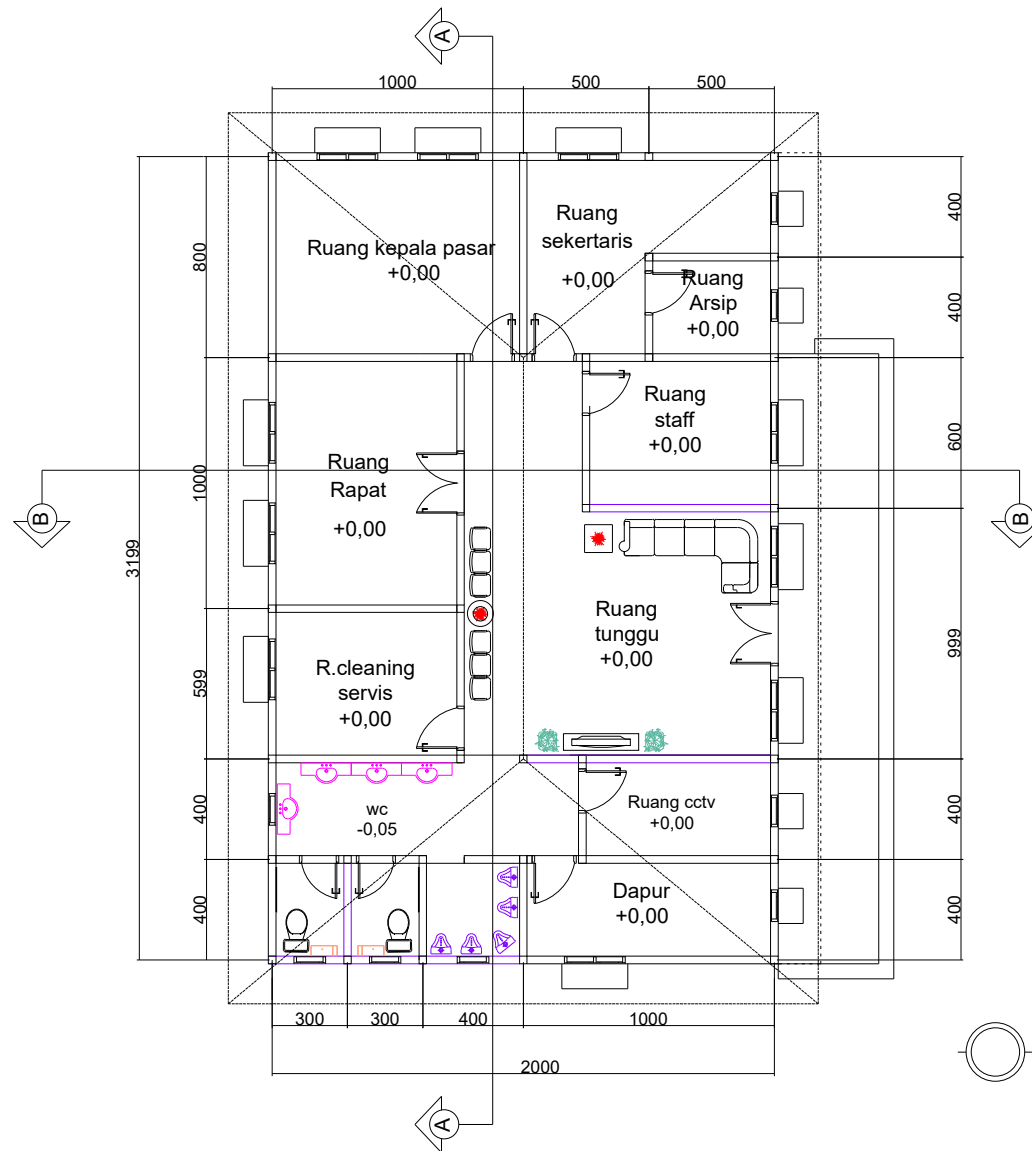 A
1000
500
500
Ruang kepala pasar
+0,00
Ruang
sekertaris
+0,00
Ruang
Arsip
+0,00
800
400
400
Ruang
staff
+0,00
600
Ruang
Rapat
+0,00
1000
B
B
3199
Ruang
tunggu
+0,00
999
R.cleaning
servis
+0,00
599
wc
-0,05
Ruang cctv
+0,00
400
400
Dapur
+0,00
400
400
300
300
400
1000
2000
A